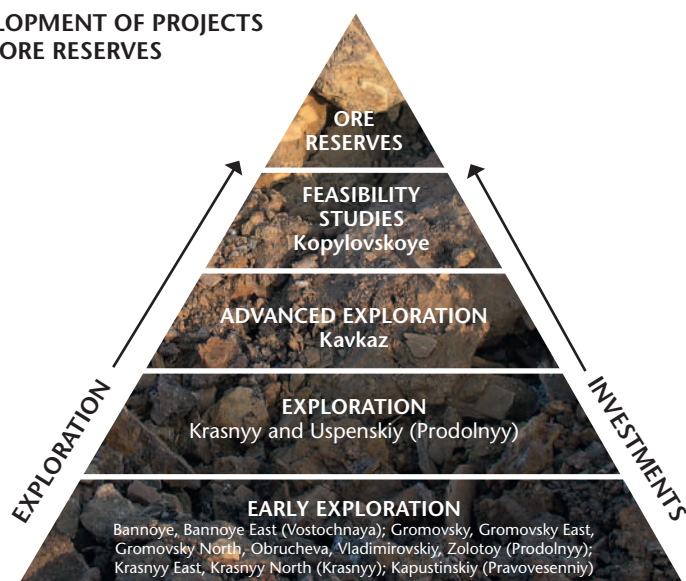 LOPMENT OF PROJECTS
ORE RESERVES
ORE
RESERVES
FEASIBILITY
STUDIES
Kopylovskoye
ADVANCED EXPLORATION
Kavkaz
EXPLORATION
Krasnyy and Uspenskiy (Prodolnyy)
EARLY EXPLORATION
Bannoye, Bannoye East (Vostochnaya); Gromovsky, Gromovsky East,
Gromovsky North, Obrucheva, Vladimirovskiy, Zolotoy (Prodolnyy);
Krasnyy East, Krasnyy North (Krasnyy); Kapustinskiy (Pravovesenniy)
EXPLORATION
INVESTMENTS